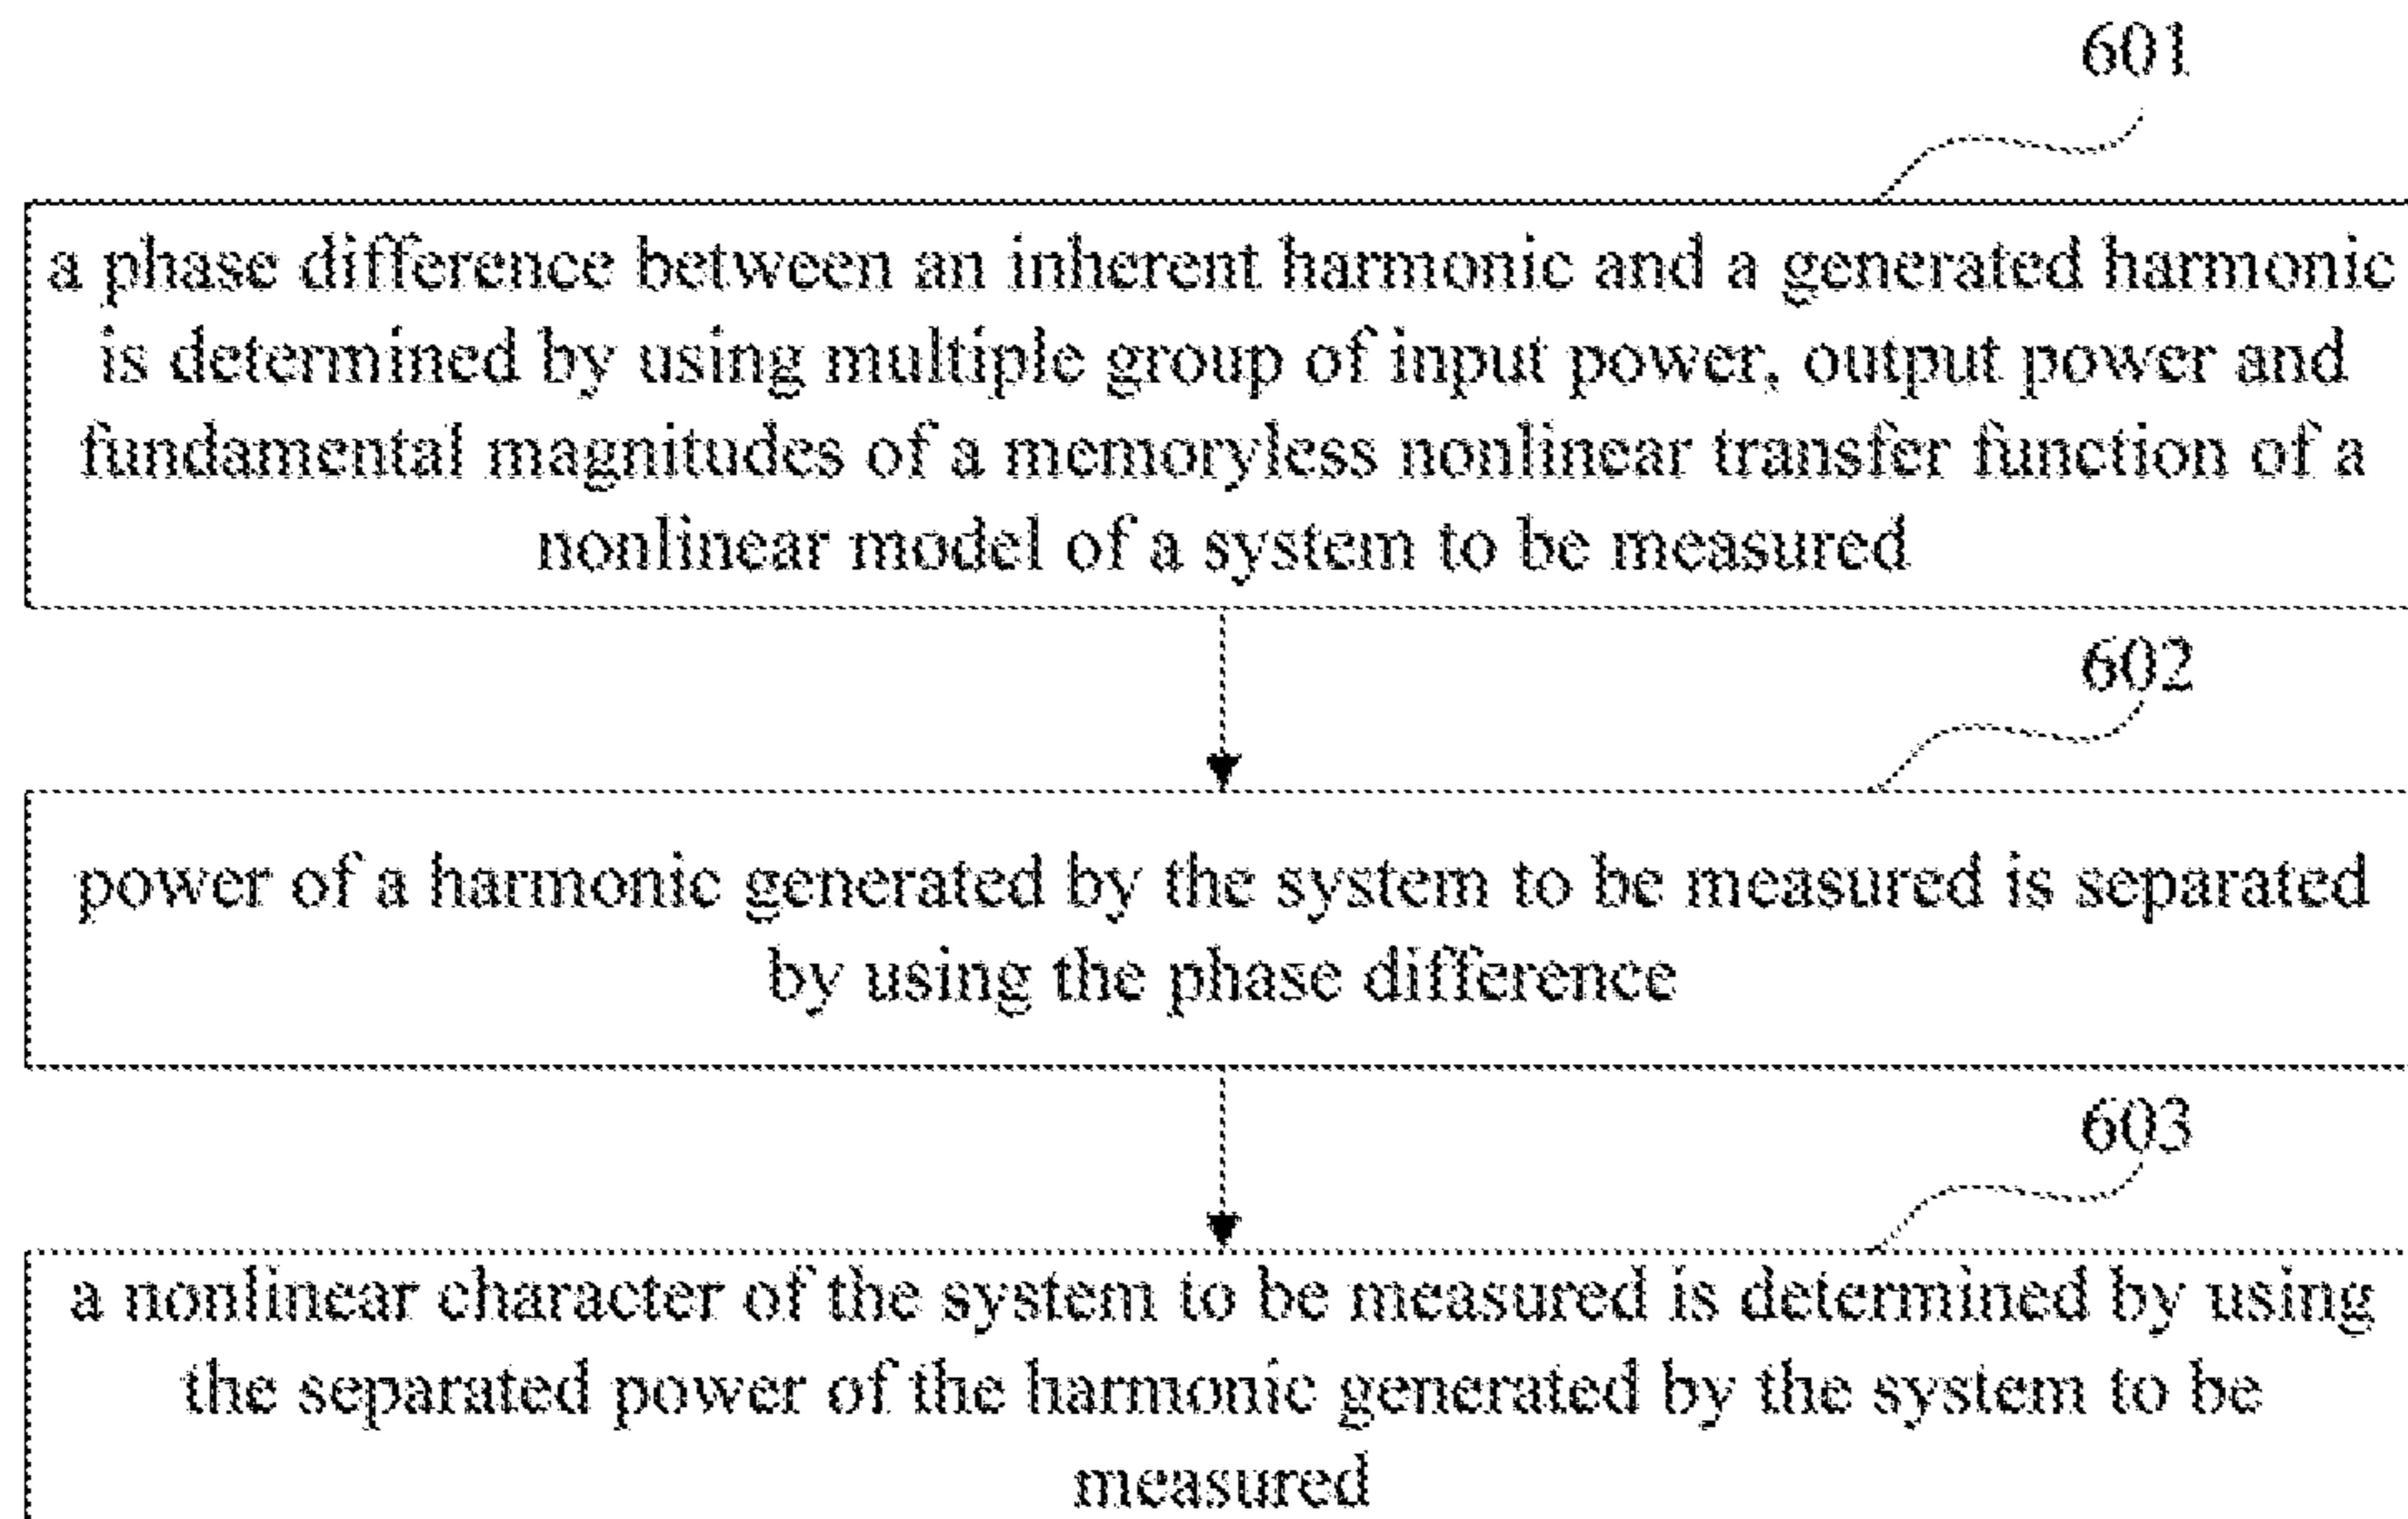 601
a phase difference between an inherent harmonic and a generated harmonic
is determined by using multiple group of input power, output power and
fundamental magnitudes of a memoryless nonlinear transfer function of a
nonlinear model of a system to be measured
602
power of a harmonic generated by the system to be measured is separated
by using the phase difference
603
a nonlinear character of the system to be measured is determined by using
the separated power of the harmonic generated by the system to be
measured